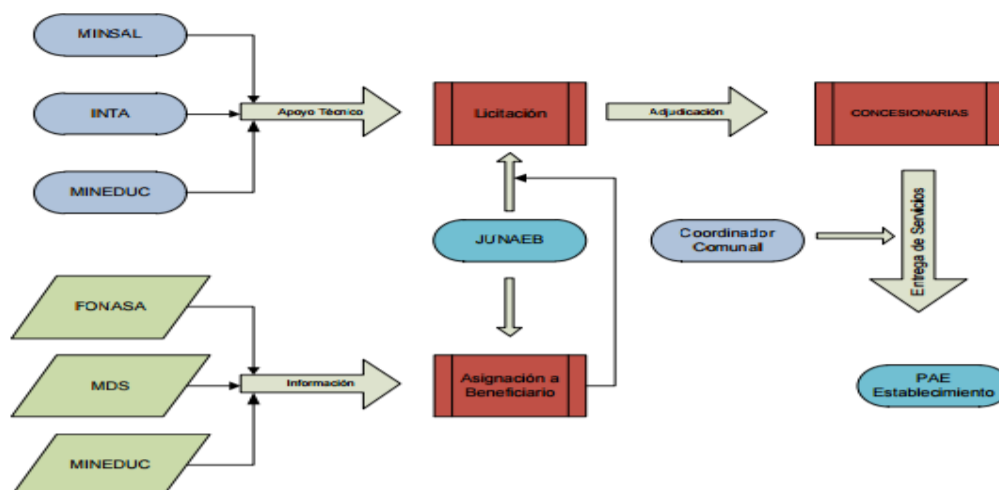 MINSAL
INTA
Apoyo Técnico
Licitación
Adjudicación
CONCESIONARIAS
MINEDUC
JUNAEB
Coordinador
Comunall
Entrega de Servicios
FONASA
MDS
Información
Asignación a
Beneficiario
PAE
Establecimiento
MINEDUC